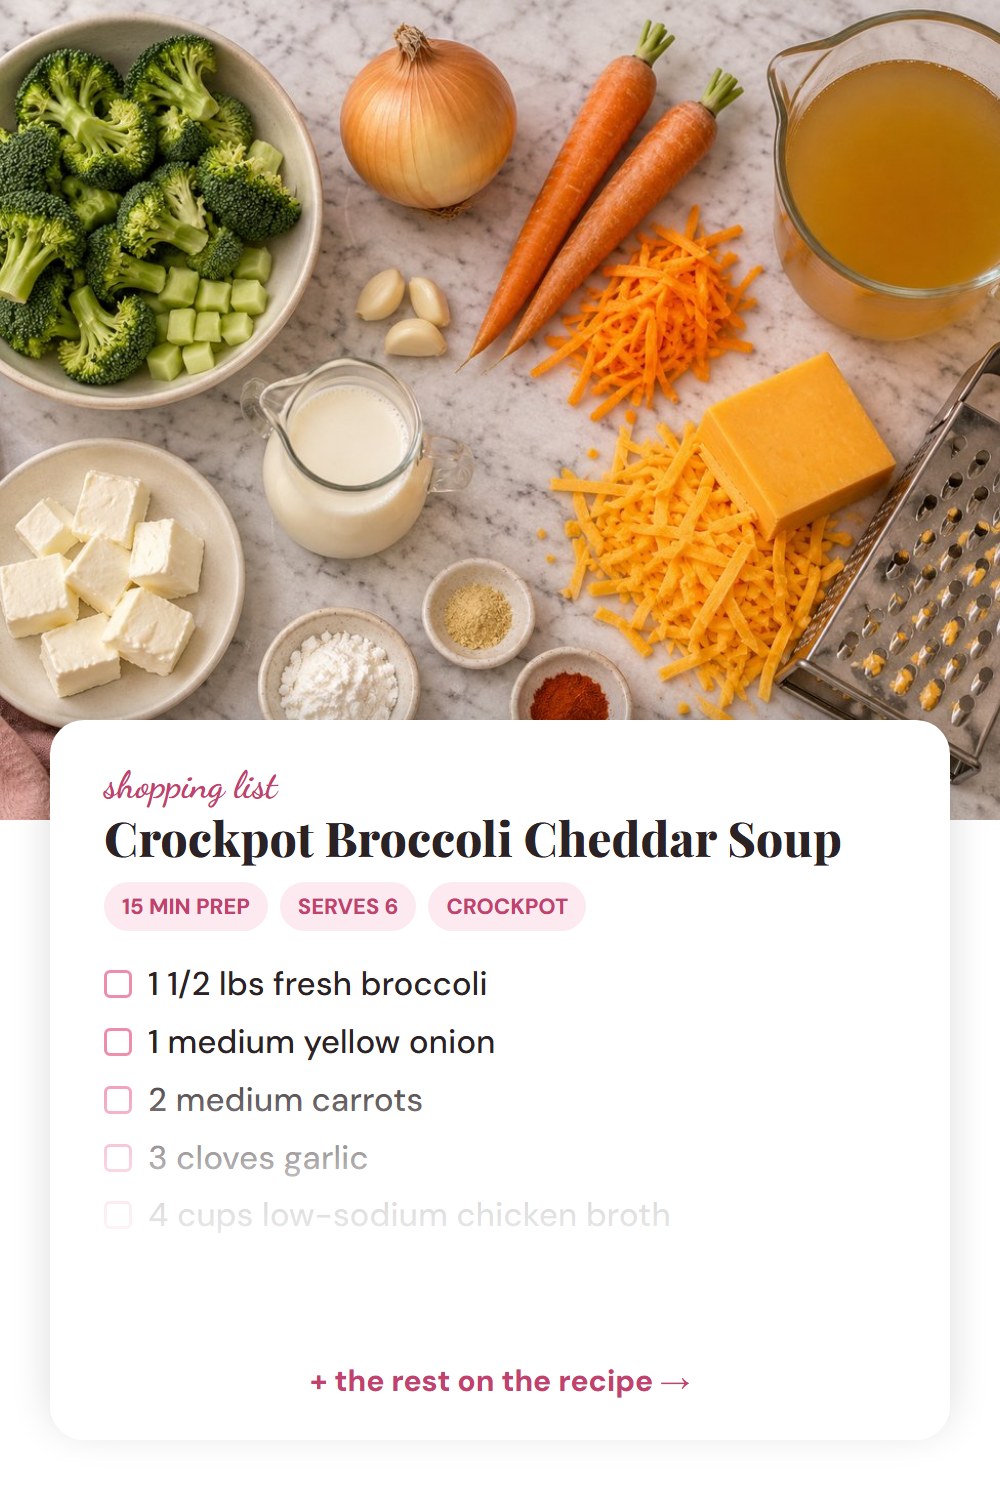 shopping list
Crockpot Broccoli Cheddar Soup
15 MIN PREP
SERVES 6
CROCKPOT
1 1/2 lbs fresh broccoli
1 medium yellow onion
2 medium carrots
3 cloves garlic
4 cups low-sodium chicken broth
+ the rest on the recipe →